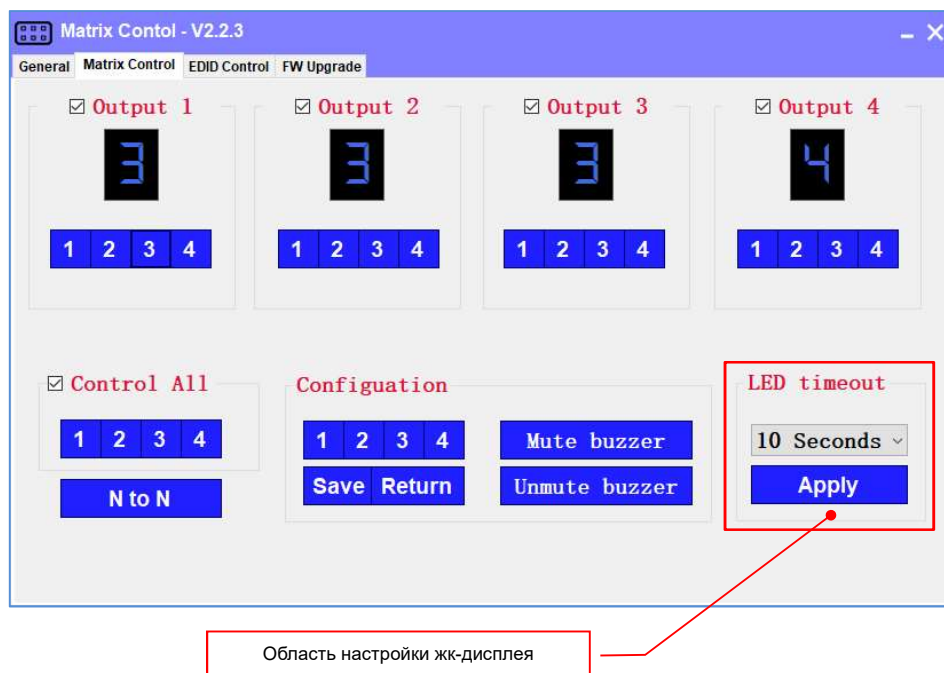 Matrix Contol - V2.2.3
General Matrix Control EDID Control FW Upgrade
Output 1 Output 2 Output 3 Output 4
3 3 3 4
1 2 3 4 1 2 3 4 1 2 3 4 1 2 3 4
Control All Configuation LED timeout
1 2 3 4 1 2 3 4 Mute buzzer 10 Seconds
N to N Save Return Unmute buzzer Apply
Область настройки жк-дисплея